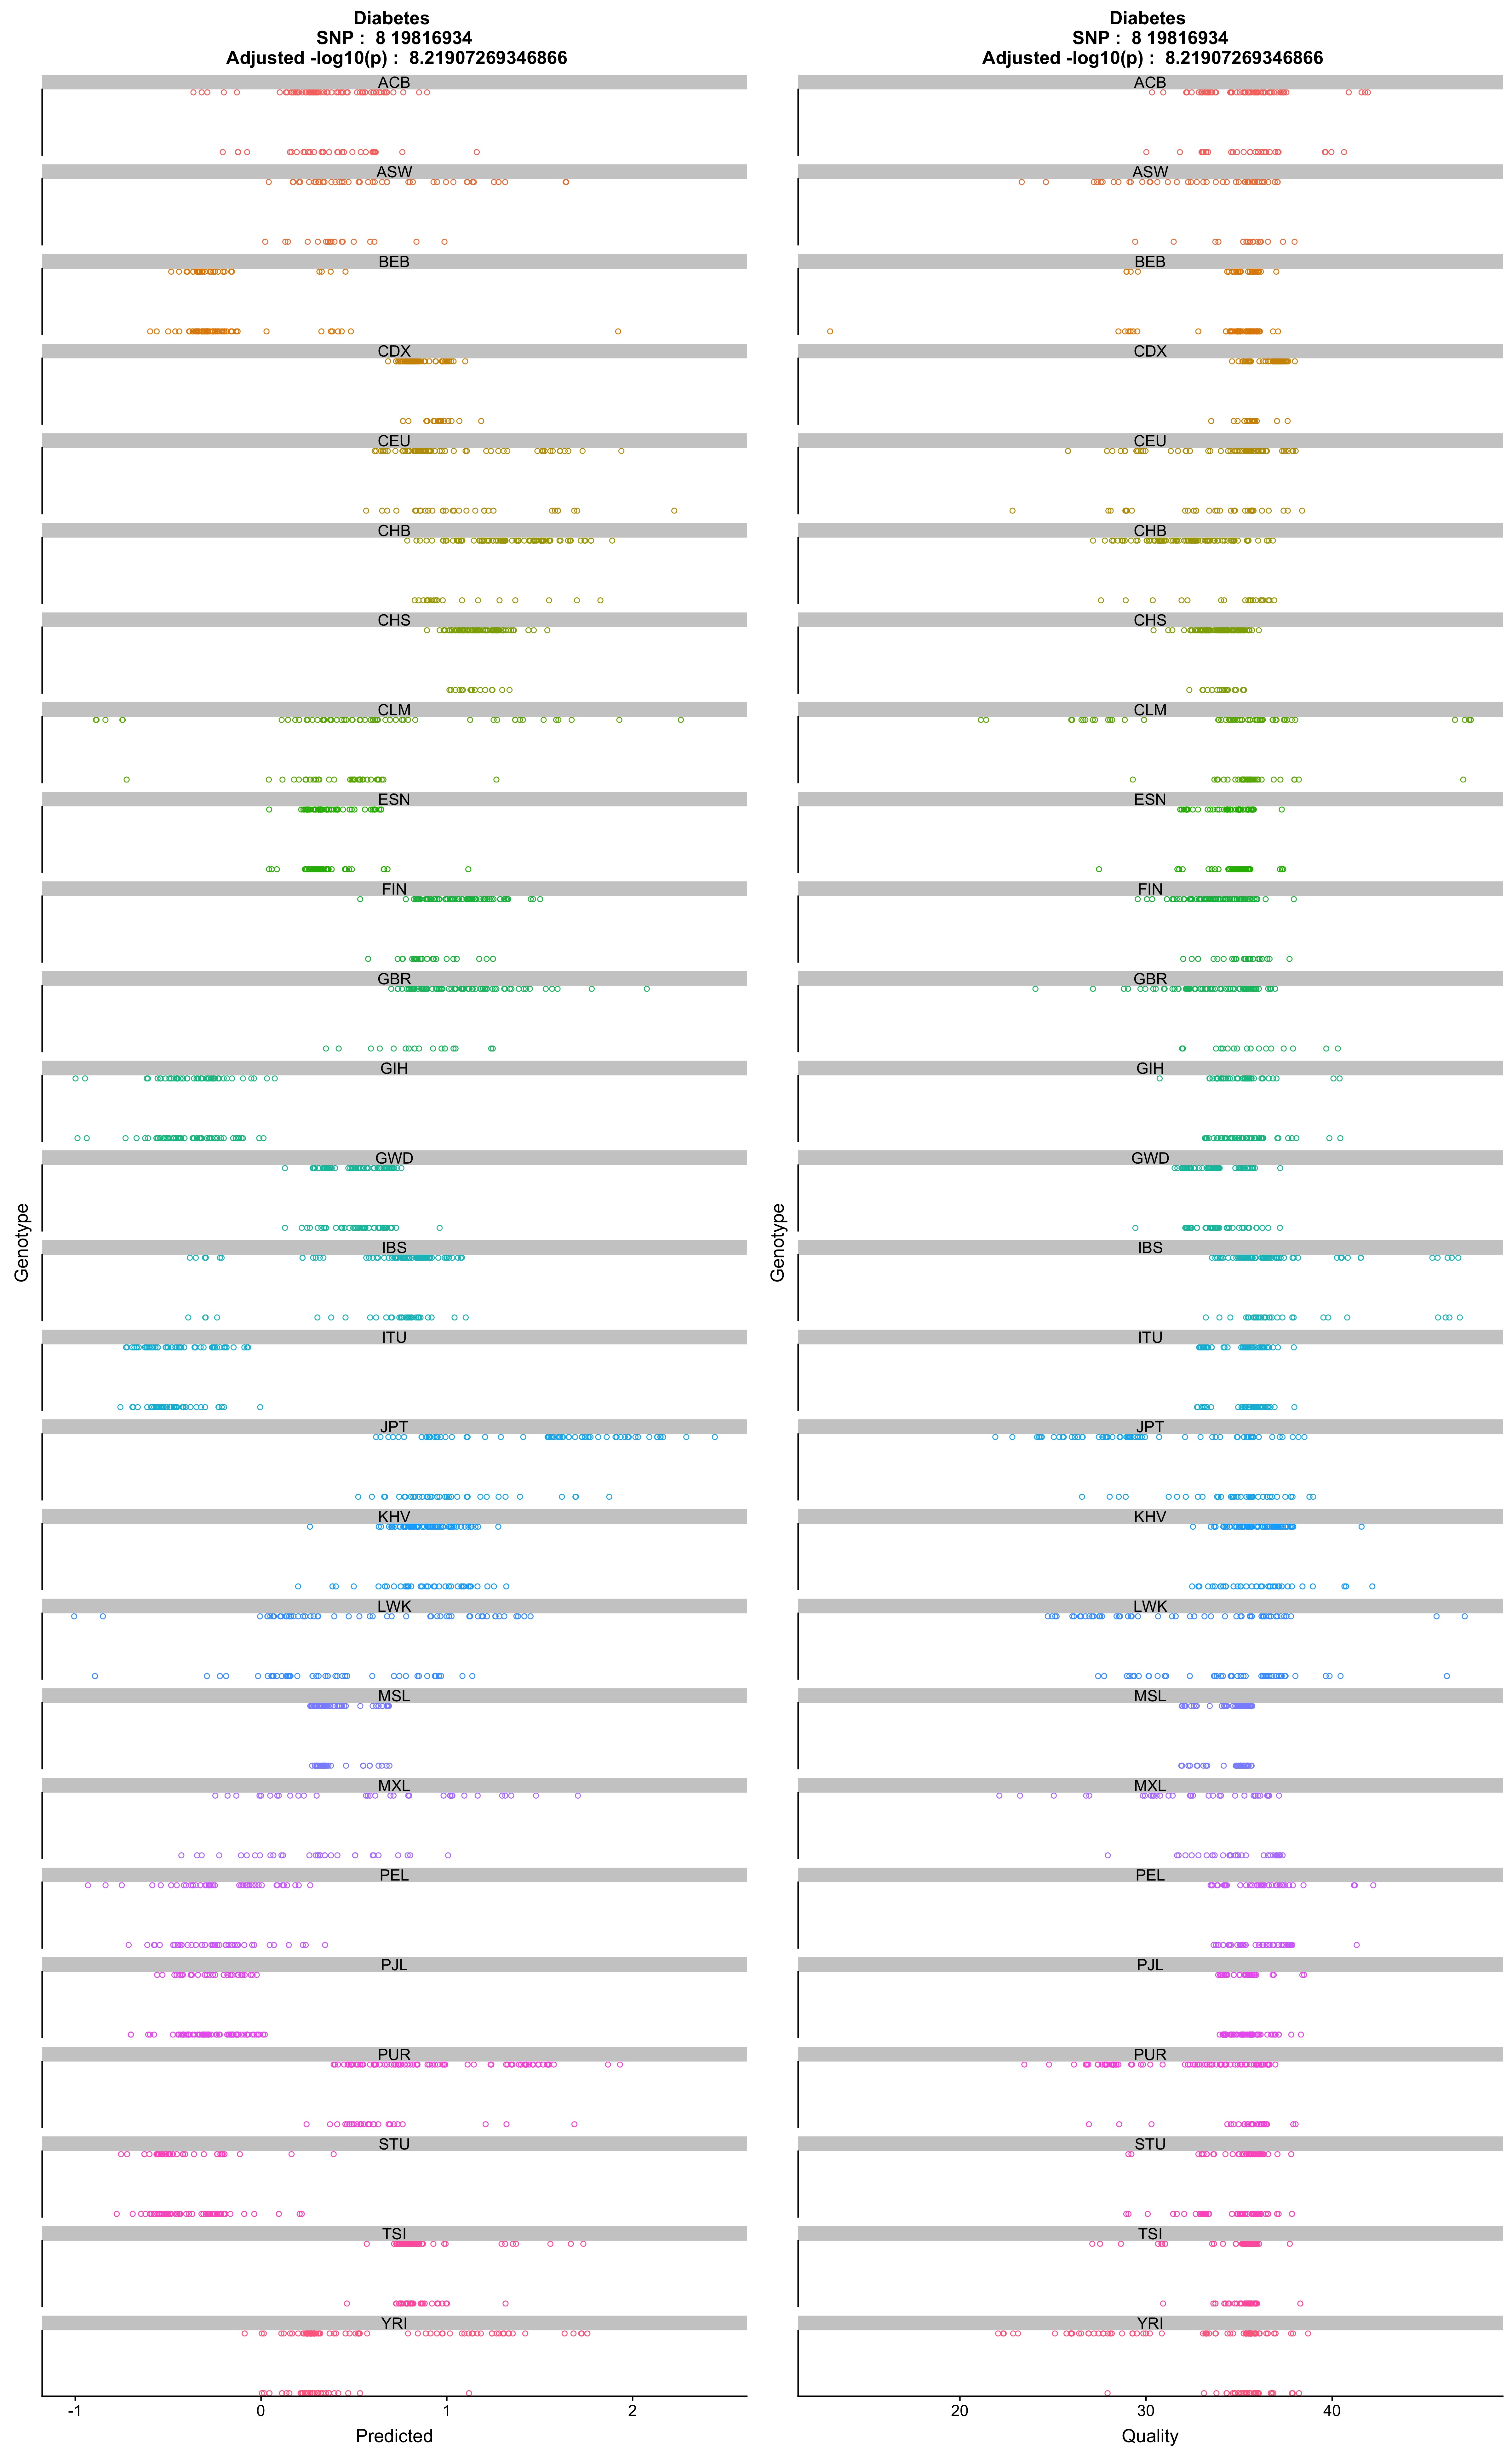 Diabetes
SNP :  8 19816934
Adjusted -log10(p) :  8.21907269346866
ACB
ASW
BEB
CDX
CEU
CHB
CHS
CLM
ESN
FIN
GBR
GIH
GWD
IBS
ITU
JPT
KHV
LWK
MSL
MXL
PEL
PJL
PUR
STU
TSI
YRI
Genotype
-1 0 1 2
Predicted
Diabetes
SNP :  8 19816934
Adjusted -log10(p) :  8.21907269346866
ACB
ASW
BEB
CDX
CEU
CHB
CHS
CLM
ESN
FIN
GBR
GIH
GWD
IBS
ITU
JPT
KHV
LWK
MSL
MXL
PEL
PJL
PUR
STU
TSI
YRI
Genotype
20 30 40
Quality